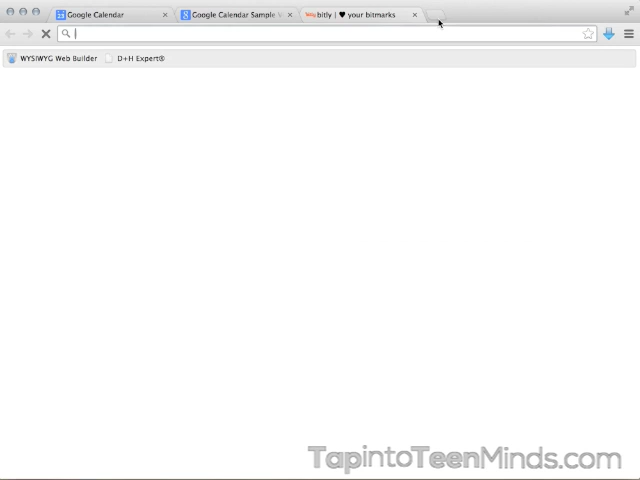 Google Calendar
Google Calendar Sample
bitly | ♥ your bitmarks
WYSIWYG Web Builder
D+H Expert®
TapintoTeenMinds.com